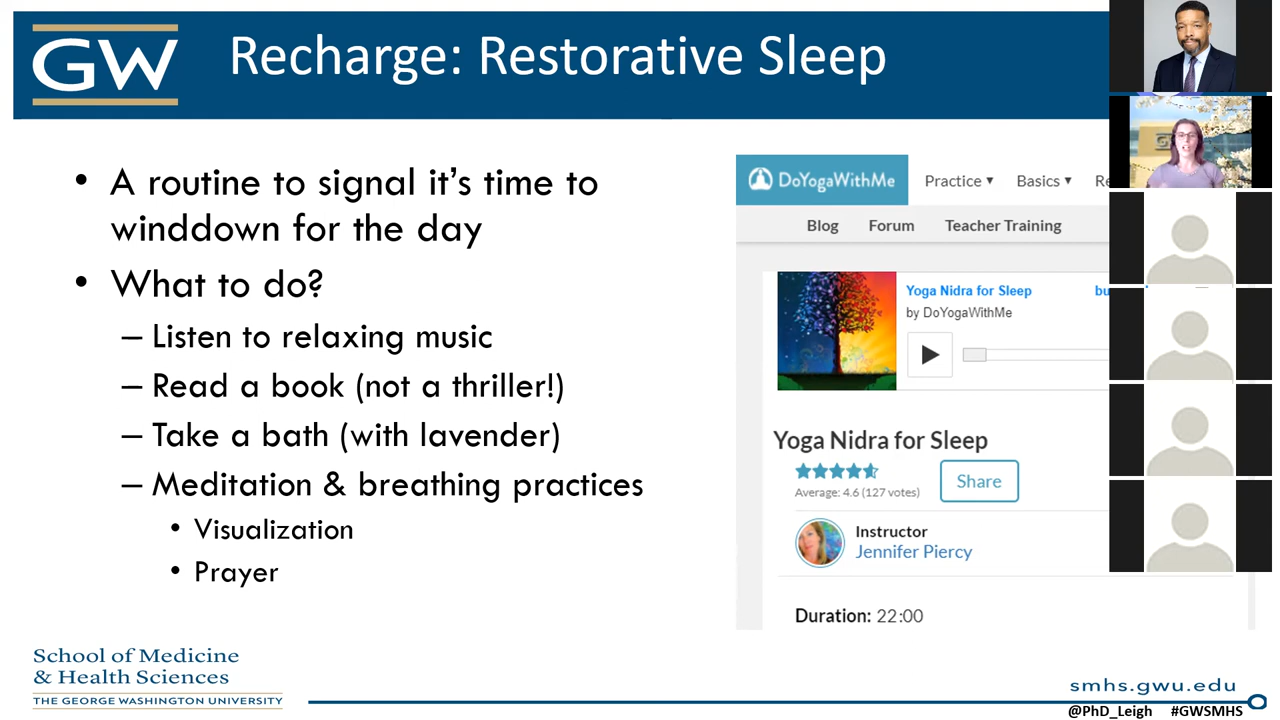 GW
Recharge: Restorative Sleep
• A routine to signal it's time to
winddown for the day
• What to do?
– Listen to relaxing music
– Read a book (not a thriller!)
– Take a bath (with lavender)
– Meditation & breathing practices
• Visualization
• Prayer
DoYogaWithMe
Practice ▾ Basics ▾
Blog Forum Teacher Training
Yoga Nidra for Sleep
by DoYogaWithMe
Yoga Nidra for Sleep
Average: 4.6 (127 votes)
Share
Instructor
Jennifer Piercy
Duration: 22:00
School of Medicine
& Health Sciences
THE GEORGE WASHINGTON UNIVERSITY
smhs.gwu.edu
@PhD_Leigh #GWSMHS